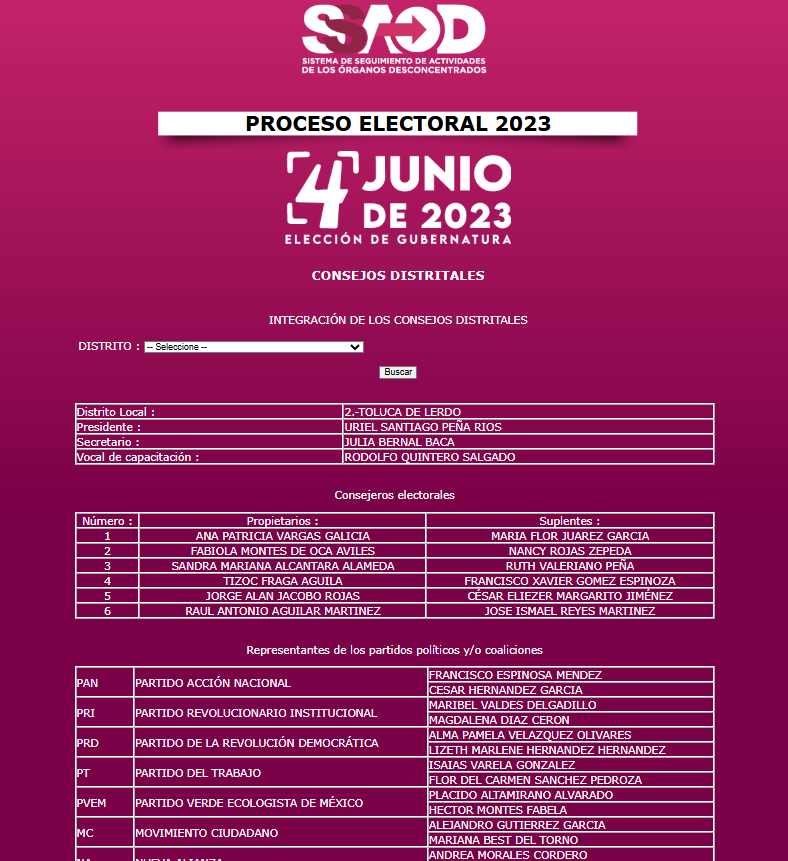 SSAOD
SISTEMA DE SEGUIMIENTO DE ACTIVIDADES
DE LOS ÓRGANOS DESCONCENTRADOS
PROCESO ELECTORAL 2023
4 JUNIO
DE 2023
ELECCIÓN DE GUBERNATURA
CONSEJOS DISTRITALES
INTEGRACIÓN DE LOS CONSEJOS DISTRITALES
DISTRITO : -- Seleccione --
Buscar
Distrito Local : 2.-TOLUCA DE LERDO
Presidente : URIEL SANTIAGO PEÑA RIOS
Secretario : JULIA BERNAL BACA
Vocal de capacitación : RODOLFO QUINTERO SALGADO
Consejeros electorales
Número : Propietarios : Suplentes :
1 ANA PATRICIA VARGAS GALICIA MARIA FLOR JUAREZ GARCIA
2 FABIOLA MONTES DE OCA AVILES NANCY ROJAS ZEPEDA
3 SANDRA MARIANA ALCANTARA ALAMEDA RUTH VALERIANO PEÑA
4 TIZOC FRAGA AGUILA FRANCISCO XAVIER GOMEZ ESPINOZA
5 JORGE ALAN JACOBO ROJAS CÉSAR ELIEZER MARGARITO JIMÉNEZ
6 RAUL ANTONIO AGUILAR MARTINEZ JOSE ISMAEL REYES MARTINEZ
Representantes de los partidos políticos y/o coaliciones
PAN PARTIDO ACCIÓN NACIONAL FRANCISCO ESPINOSA MENDEZ
CESAR HERNANDEZ GARCIA
PRI PARTIDO REVOLUCIONARIO INSTITUCIONAL MARIBEL VALDES DELGADILLO
MAGDALENA DIAZ CERON
PRD PARTIDO DE LA REVOLUCIÓN DEMOCRÁTICA ALMA PAMELA VELAZQUEZ OLIVARES
LIZETH MARLENE HERNANDEZ HERNANDEZ
PT PARTIDO DEL TRABAJO ISAIAS VARELA GONZALEZ
FLOR DEL CARMEN SANCHEZ PEDROZA
PVEM PARTIDO VERDE ECOLOGISTA DE MÉXICO PLACIDO ALTAMIRANO ALVARADO
HECTOR MONTES FABELA
MC MOVIMIENTO CIUDADANO ALEJANDRO GUTIERREZ GARCIA
MARIANA BEST DEL TORNO
ANDREA MORALES CORDERO